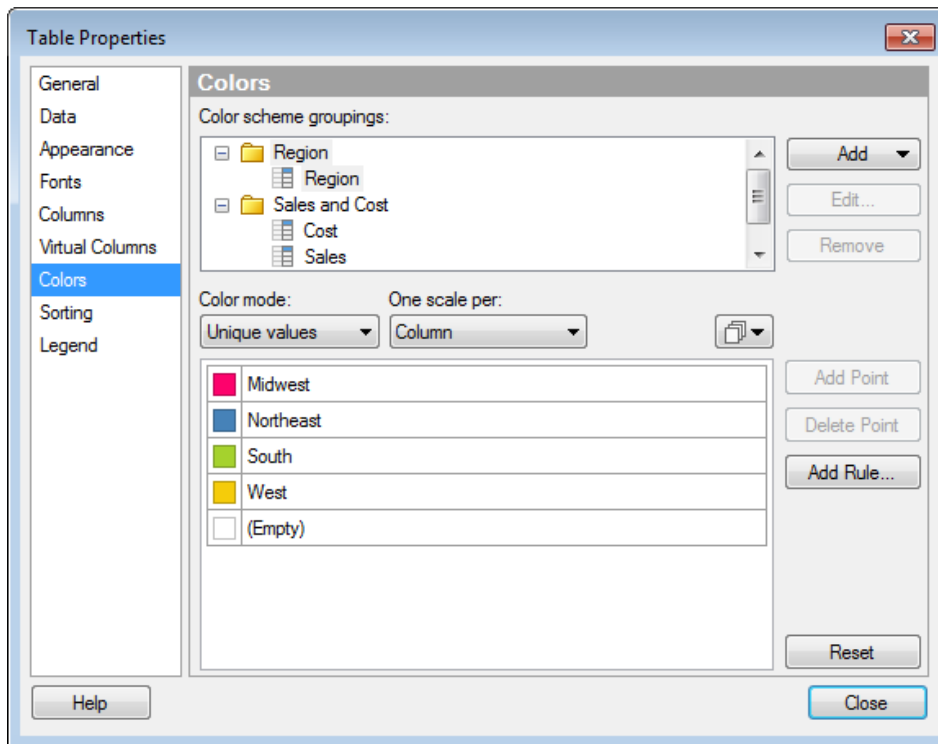 Table Properties
General
Data
Appearance
Fonts
Columns
Virtual Columns
Colors
Sorting
Legend
Colors
Color scheme groupings:
Region
Region
Sales and Cost
Cost
Sales
Add
Edit...
Remove
Color mode:
One scale per:
Unique values
Column
Midwest
Northeast
South
West
(Empty)
Add Point
Delete Point
Add Rule...
Reset
Help
Close